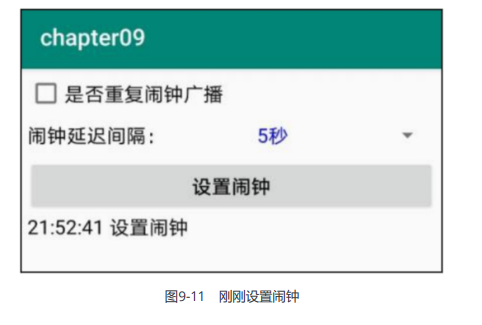 chapter09
是否重复闹钟广播
闹钟延迟间隔： 5秒
设置闹钟
21:52:41 设置闹钟
图9-11 刚刚设置闹钟